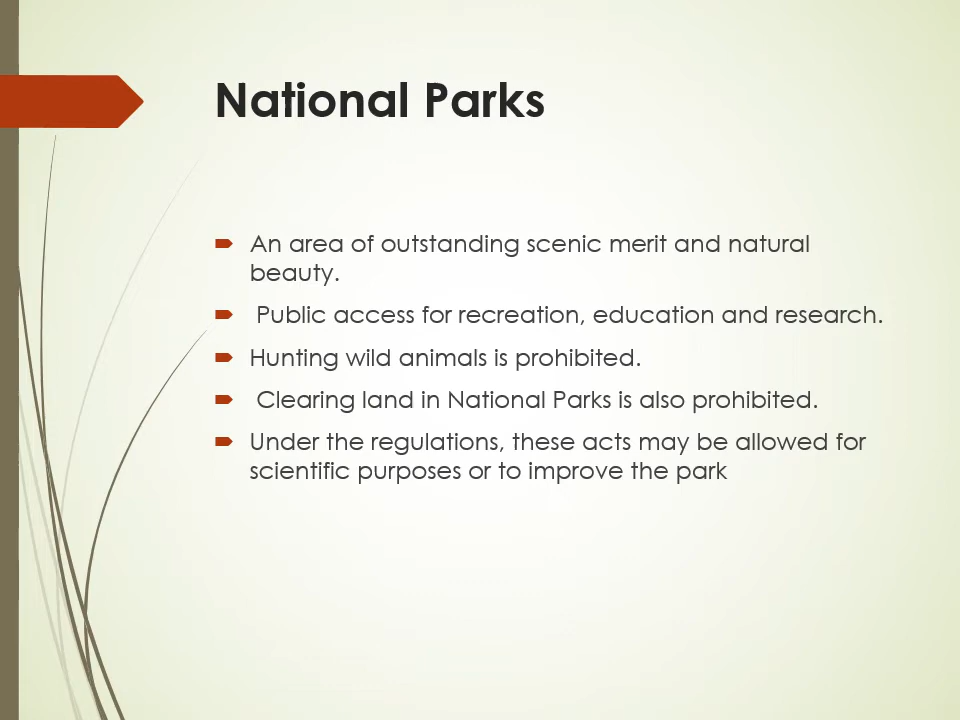 National Parks
An area of outstanding scenic merit and natural
beauty.
Public access for recreation, education and research.
Hunting wild animals is prohibited.
Clearing land in National Parks is also prohibited.
Under the regulations, these acts may be allowed for
scientific purposes or to improve the park